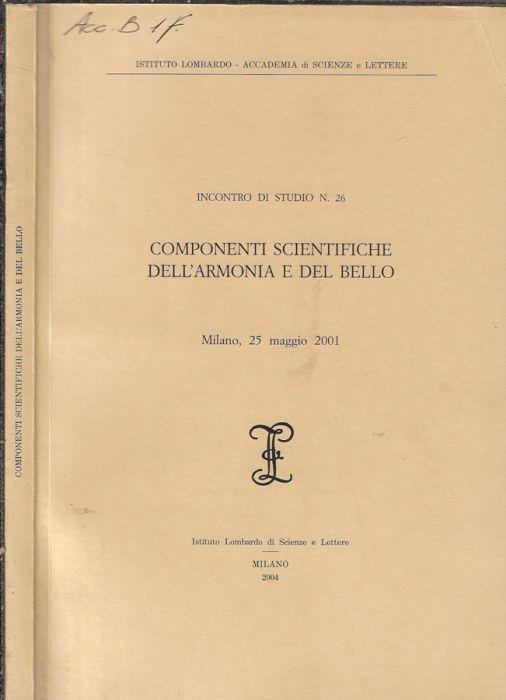 Acc. B 1 F.
ISTITUTO LOMBARDO - ACCADEMIA di SCIENZE e LETTERE
INCONTRO DI STUDIO N. 26
COMPONENTI SCIENTIFICHE
DELL'ARMONIA E DEL BELLO
Milano, 25 maggio 2001
Istituto Lombardo di Scienze e Lettere
MILANO
2004
COMPONENTI SCIENTIFICHE DELL'ARMONIA E DEL BELLO